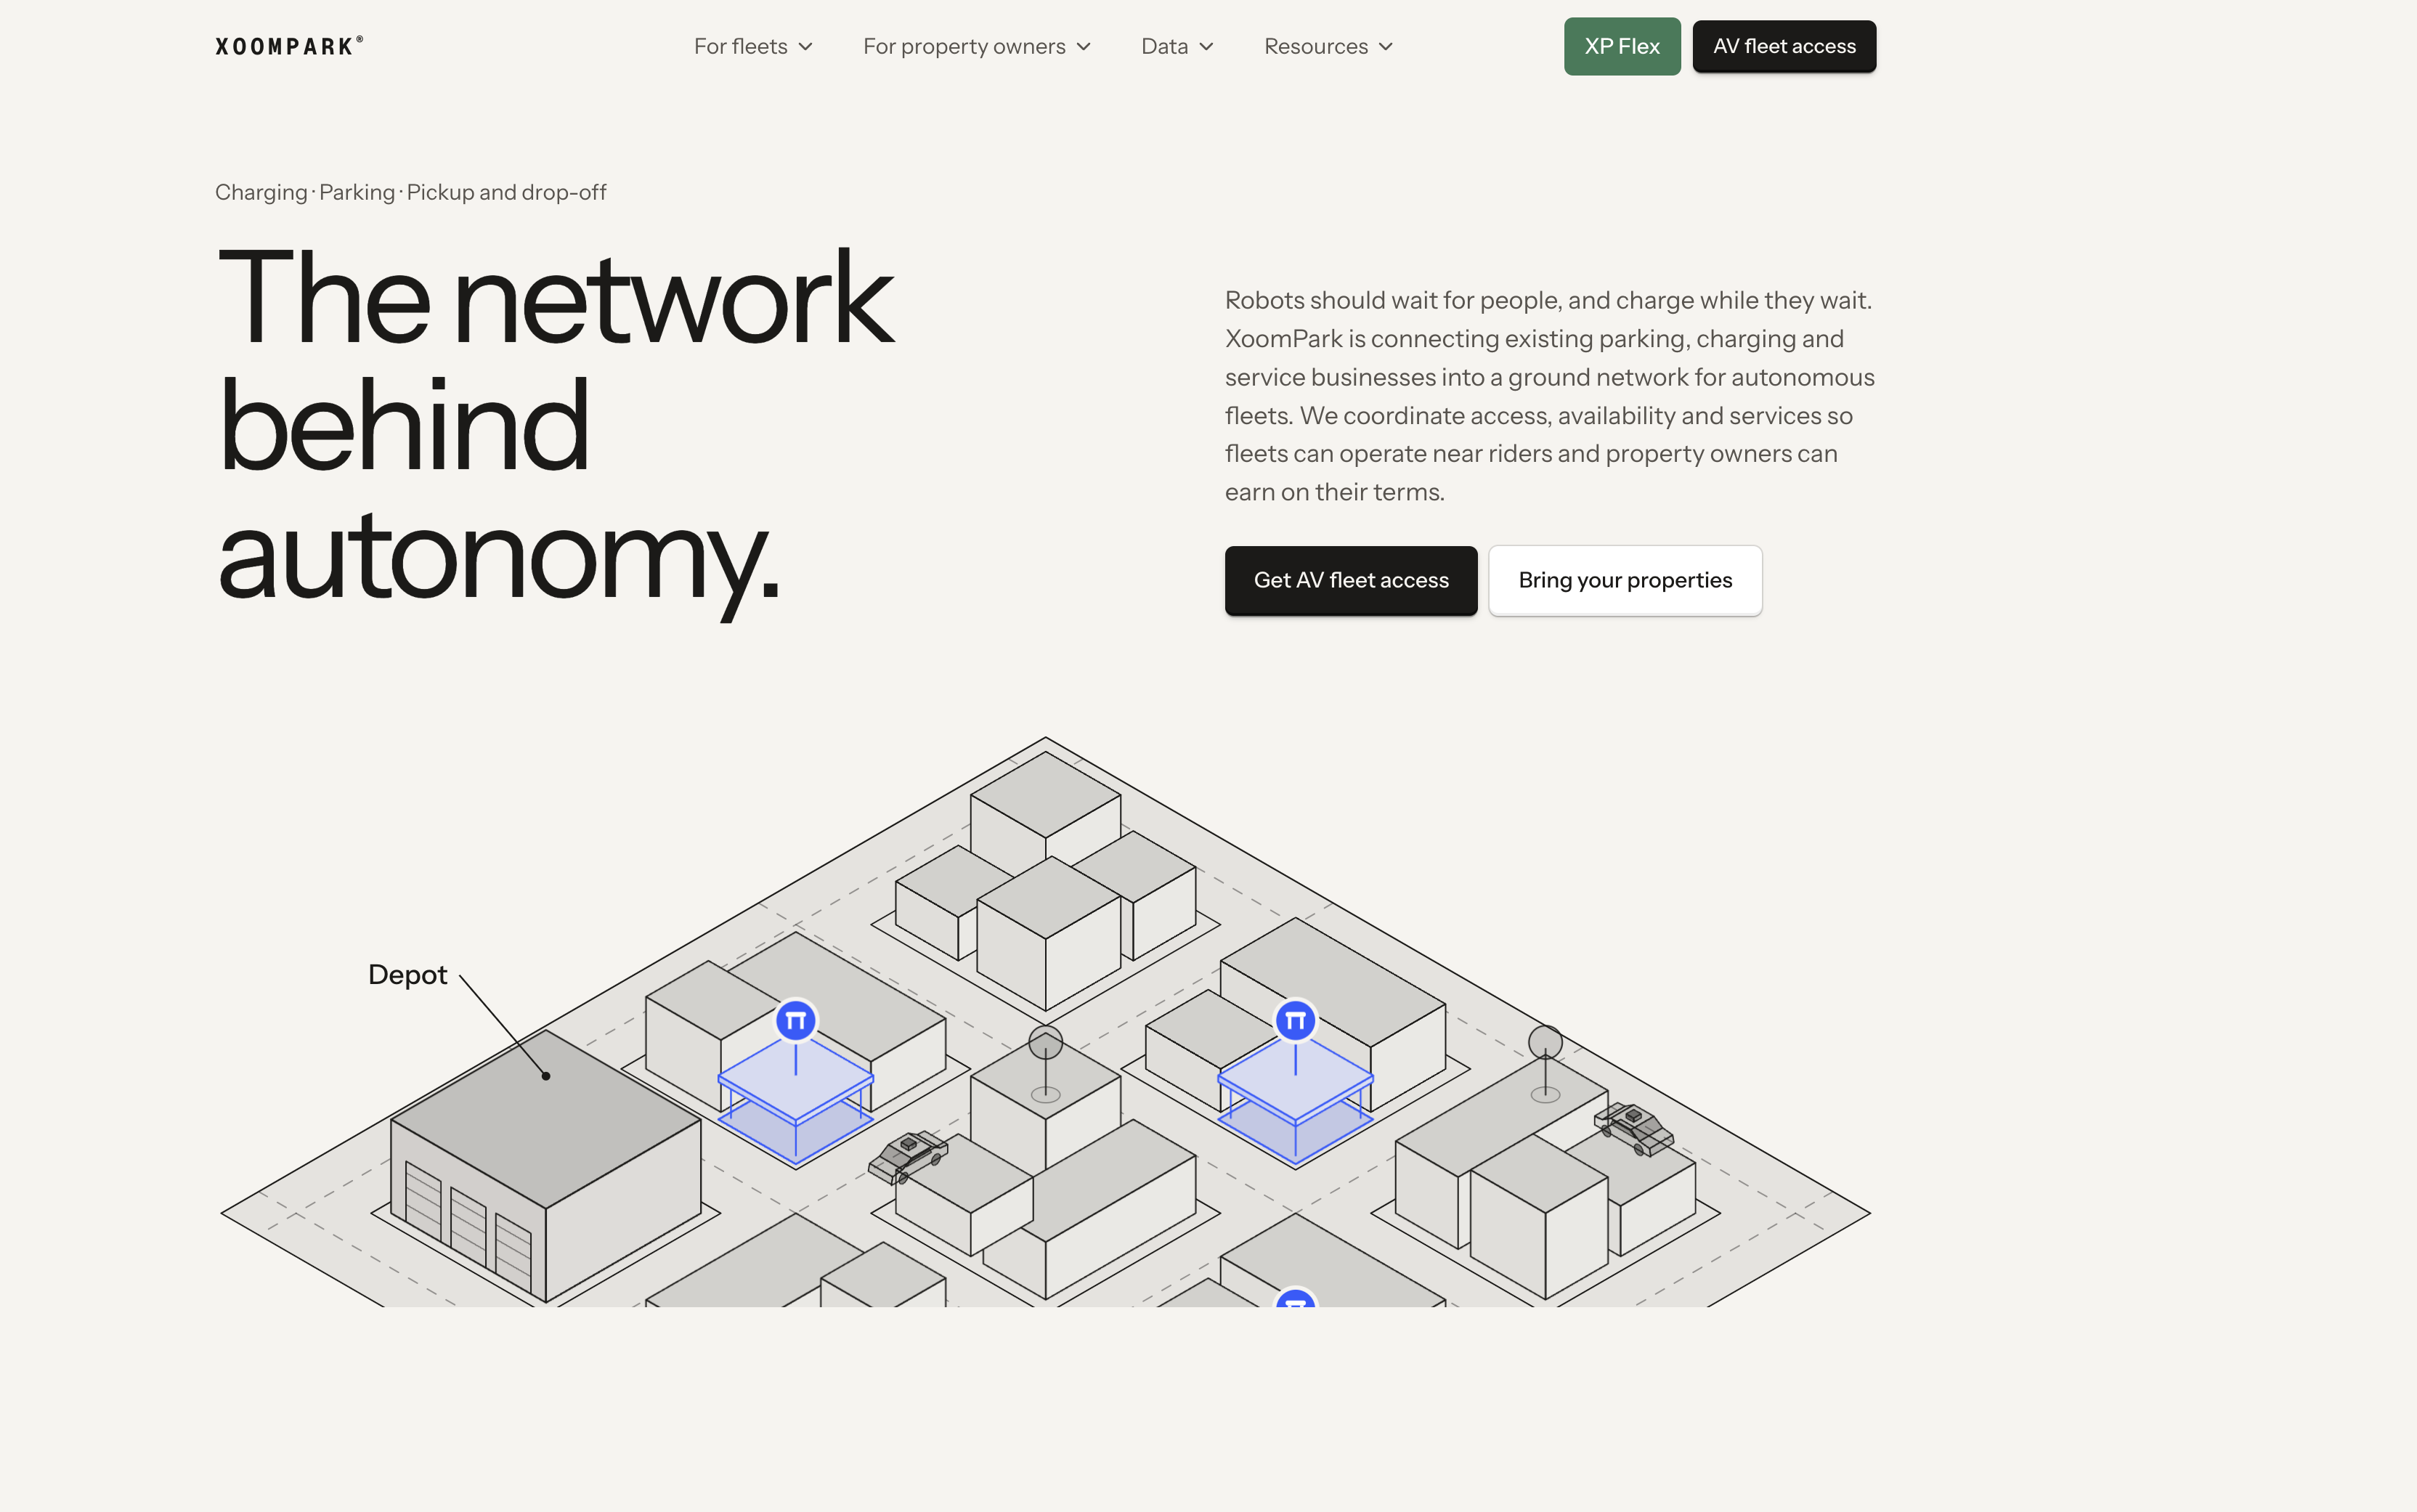 XOOMPARK®
For fleets
For property owners
Data
Resources
XP Flex
AV fleet access
Charging · Parking · Pickup and drop-off
The network
behind
autonomy.
Robots should wait for people, and charge while they wait.
XoomPark is connecting existing parking, charging and
service businesses into a ground network for autonomous
fleets. We coordinate access, availability and services so
fleets can operate near riders and property owners can
earn on their terms.
Get AV fleet access
Bring your properties
Depot